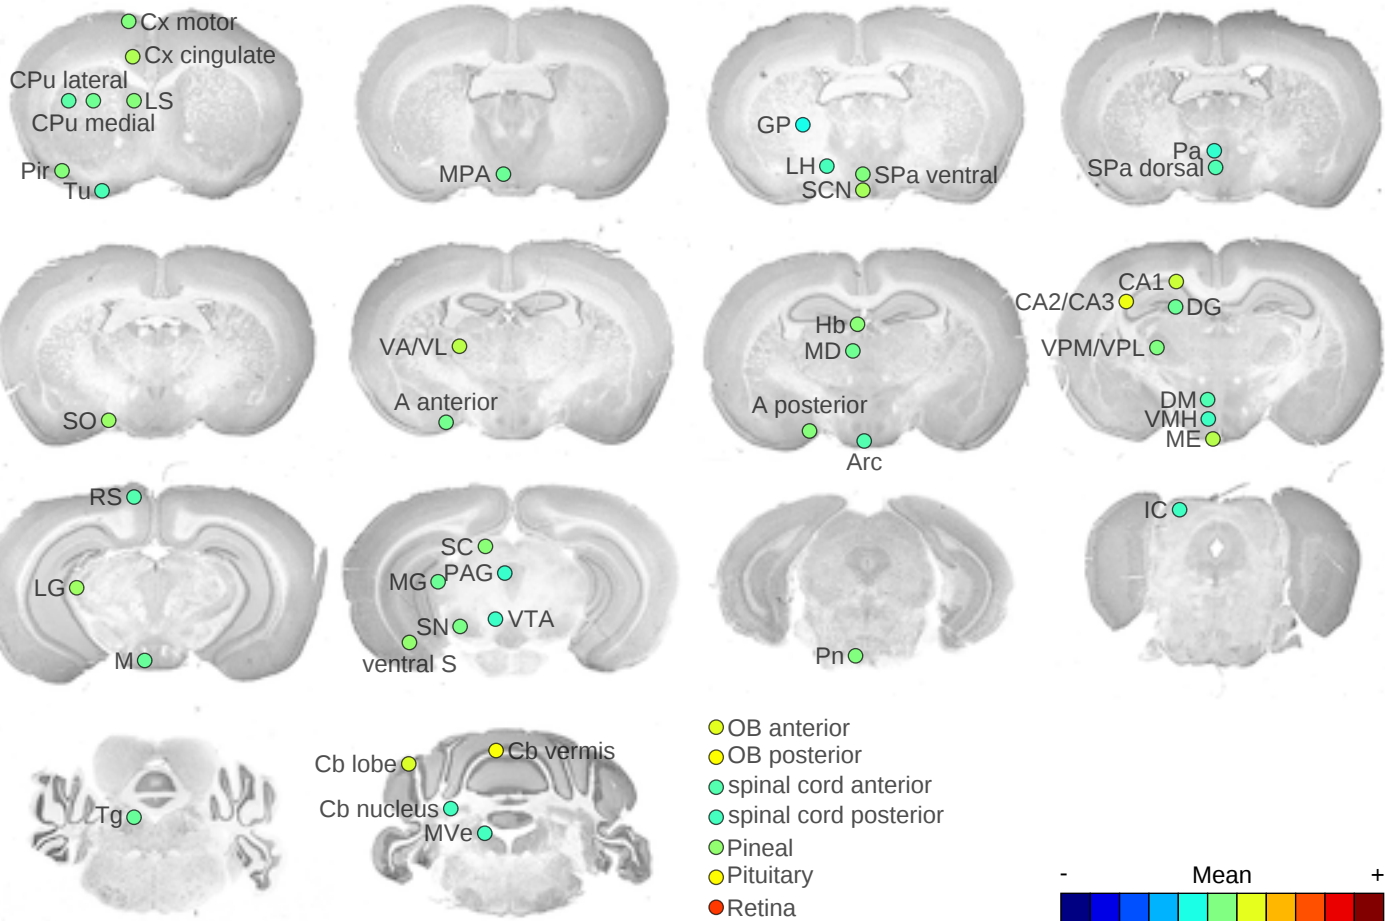 Cx motor
Cx cingulate
CPu lateral
LS
CPu medial
Pir
Tu
MPA
GP
LH
SPa ventral
SCN
Pa
SPa dorsal
SO
VA/VL
A anterior
Hb
MD
A posterior
Arc
CA1
CA2/CA3
DG
VPM/VPL
DM
VMH
ME
RS
LG
M
SC
MG
PAG
SN
VTA
ventral S
Pn
IC
Tg
Cb lobe
Cb vermis
Cb nucleus
MVe
OB anterior
OB posterior
spinal cord anterior
spinal cord posterior
Pineal
Pituitary
Retina
- Mean +